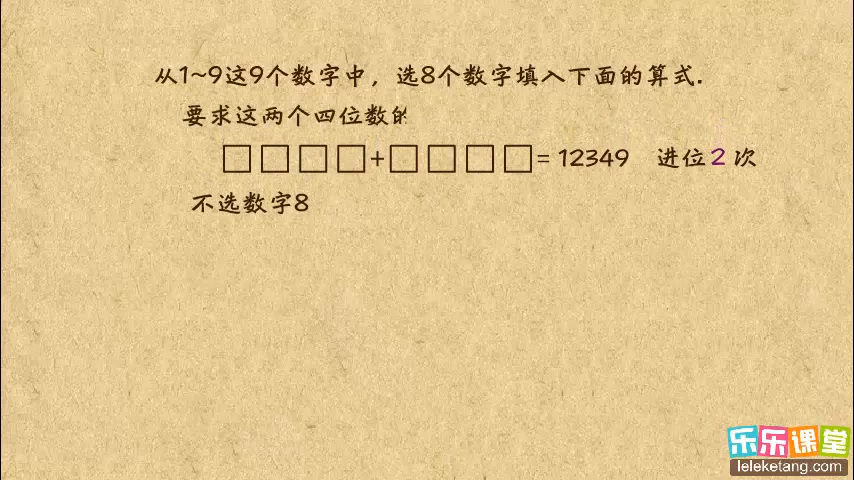 从1~9这9个数字中，选8个数字填入下面的算式.
要求这两个四位数的
□□□□+□□□□= 12349 进位2次
不选数字8
乐乐课堂
leleketang.com